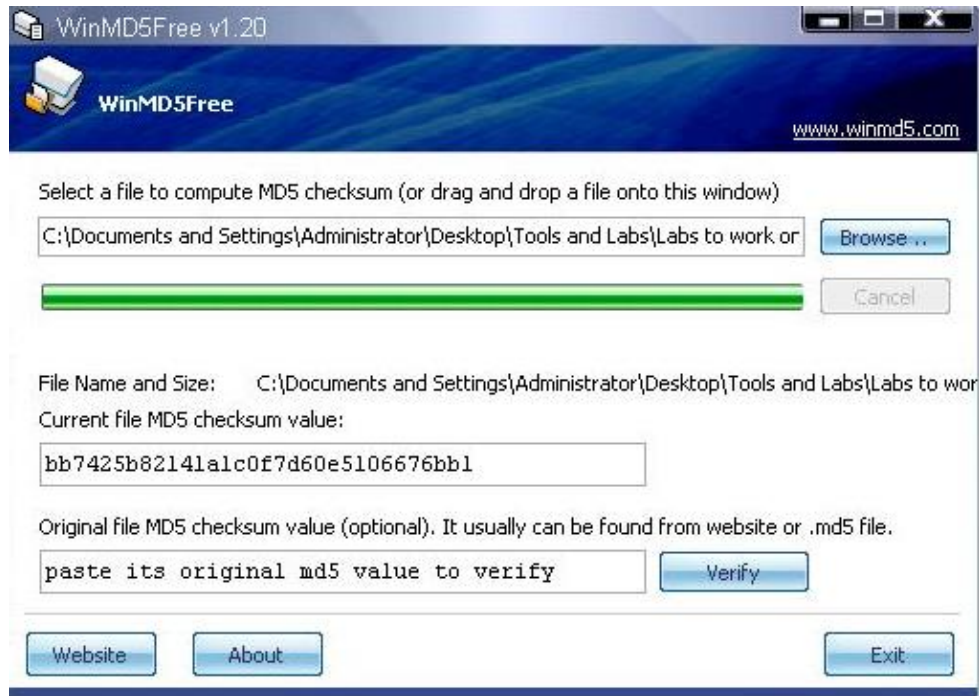 WinMD5Free v1.20
WinMD5Free
www.winmd5.com
Select a file to compute MD5 checksum (or drag and drop a file onto this window)
C:\Documents and Settings\Administrator\Desktop\Tools and Labs\Labs to work or
Browse ..
Cancel
File Name and Size: C:\Documents and Settings\Administrator\Desktop\Tools and Labs\Labs to wor
Current file MD5 checksum value:
bb7425b82141a1c0f7d60e5106676bb1
Original file MD5 checksum value (optional). It usually can be found from website or .md5 file.
paste its original md5 value to verify
Verify
Website
About
Exit